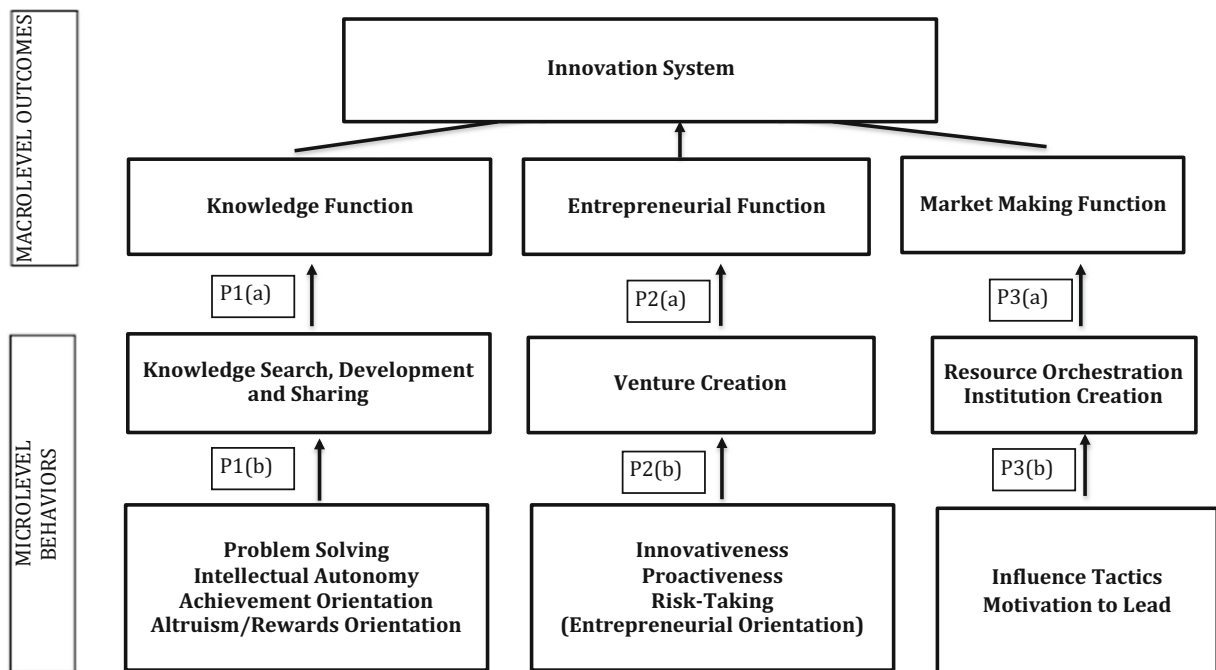 MACROLEVEL OUTCOMES
Innovation System
Knowledge Function
Entrepreneurial Function
Market Making Function
P1(a)
P2(a)
P3(a)
MICROLEVEL
BEHAVIORS
Knowledge Search, Development
and Sharing
Venture Creation
Resource Orchestration
Institution Creation
P1(b)
P2(b)
P3(b)
Problem Solving
Intellectual Autonomy
Achievement Orientation
Altruism/Rewards Orientation
Innovativeness
Proactiveness
Risk-Taking
(Entrepreneurial Orientation)
Influence Tactics
Motivation to Lead